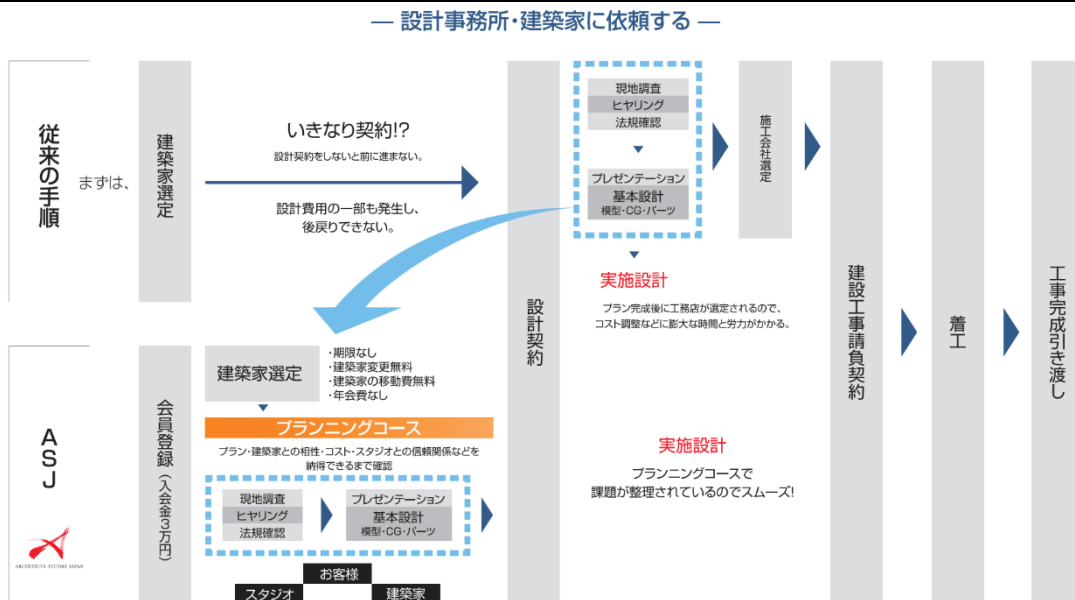 ― 設計事務所・建築家に依頼する ―
従来の手順
まずは、
建築家選定
いきなり契約!?
設計契約をしないと前に進まない。
設計費用の一部も発生し、
後戻りできない。
設計契約
現地調査
ヒヤリング
法規確認
プレゼンテーション
基本設計
模型・CG・パーツ
実施設計
プラン完成後に工務店が選定されるので、
コスト調整などに膨大な時間と労力がかかる。
施工会社選定
建設工事請負契約
着工
工事完成引き渡し
ASJ
ARCHITECTS STUDIO JAPAN
会員登録(入会金3万円)
建築家選定
・期限なし
・建築家変更無料
・建築家の移動費無料
・年会費なし
プランニングコース
プラン・建築家との相性・コスト・スタジオとの信頼関係などを
納得できるまで確認
現地調査
ヒヤリング
法規確認
プレゼンテーション
基本設計
模型・CG・パーツ
お客様
スタジオ
建築家
実施設計
プランニングコースで
課題が整理されているのでスムーズ!